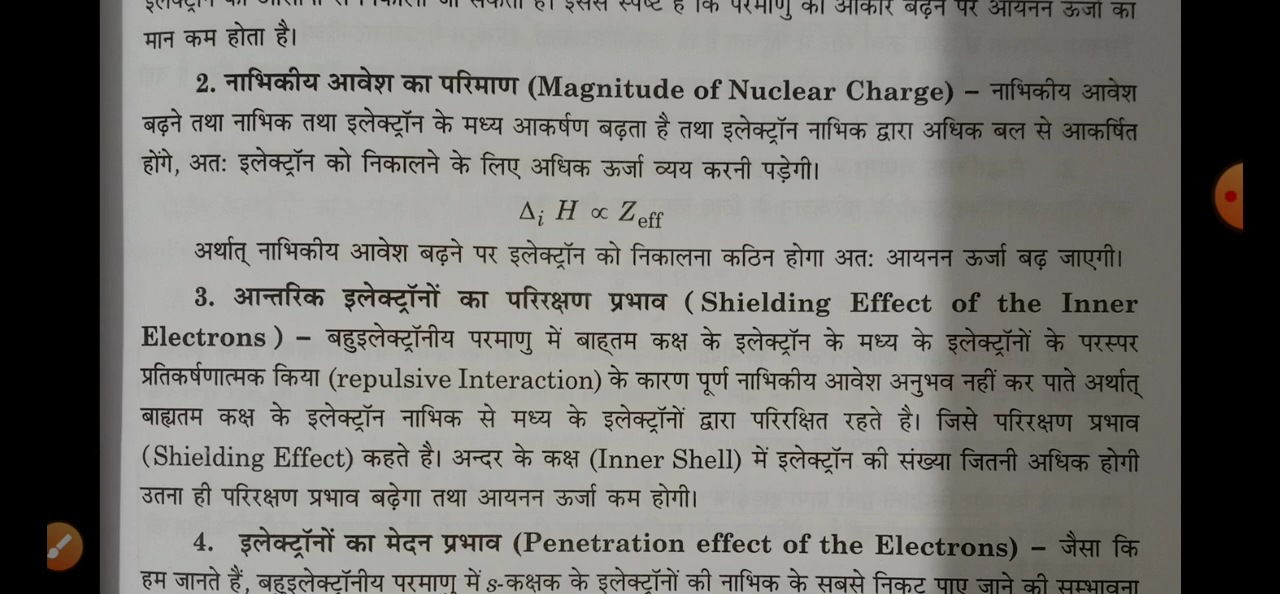 इलेक्ट्रॉन को आसानी से निकाला जा सकता है। इससे स्पष्ट है कि परमाणु का आकार बढ़ने पर आयनन ऊर्जा का
मान कम होता है।
2. नाभिकीय आवेश का परिमाण (Magnitude of Nuclear Charge) – नाभिकीय आवेश
बढ़ने तथा नाभिक तथा इलेक्ट्रॉन के मध्य आकर्षण बढ़ता है तथा इलेक्ट्रॉन नाभिक द्वारा अधिक बल से आकर्षित
होंगे, अतः इलेक्ट्रॉन को निकालने के लिए अधिक ऊर्जा व्यय करनी पड़ेगी।
Δi H ∝ Zeff
अर्थात् नाभिकीय आवेश बढ़ने पर इलेक्ट्रॉन को निकालना कठिन होगा अतः आयनन ऊर्जा बढ़ जाएगी।
3. आन्तरिक इलेक्ट्रॉनों का परिरक्षण प्रभाव (Shielding Effect of the Inner
Electrons) – बहुइलेक्ट्रॉनीय परमाणु में बाह्तम कक्ष के इलेक्ट्रॉन के मध्य के इलेक्ट्रॉनों के परस्पर
प्रतिकर्षणात्मक किया (repulsive Interaction) के कारण पूर्ण नाभिकीय आवेश अनुभव नहीं कर पाते अर्थात्
बाह्यतम कक्ष के इलेक्ट्रॉन नाभिक से मध्य के इलेक्ट्रॉनों द्वारा परिरक्षित रहते है। जिसे परिरक्षण प्रभाव
(Shielding Effect) कहते है। अन्दर के कक्ष (Inner Shell) में इलेक्ट्रॉन की संख्या जितनी अधिक होगी
उतना ही परिरक्षण प्रभाव बढ़ेगा तथा आयनन ऊर्जा कम होगी।
4. इलेक्ट्रॉनों का मेदन प्रभाव (Penetration effect of the Electrons) – जैसा कि
हम जानते हैं, बहुइलेक्ट्रॉनीय परमाणु में s-कक्षक के इलेक्ट्रॉनों की नाभिक के सबसे निकट पाए जाने की सम्भावना